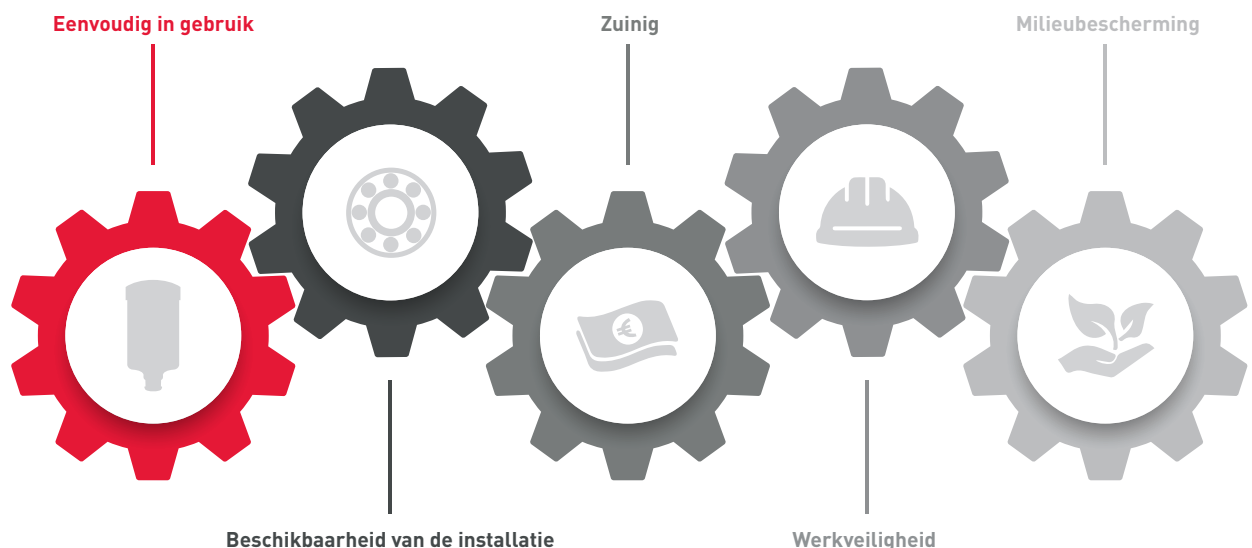 Eenvoudig in gebruik
Zuinig
Milieubescherming
€
Beschikbaarheid van de installatie
Werkveiligheid